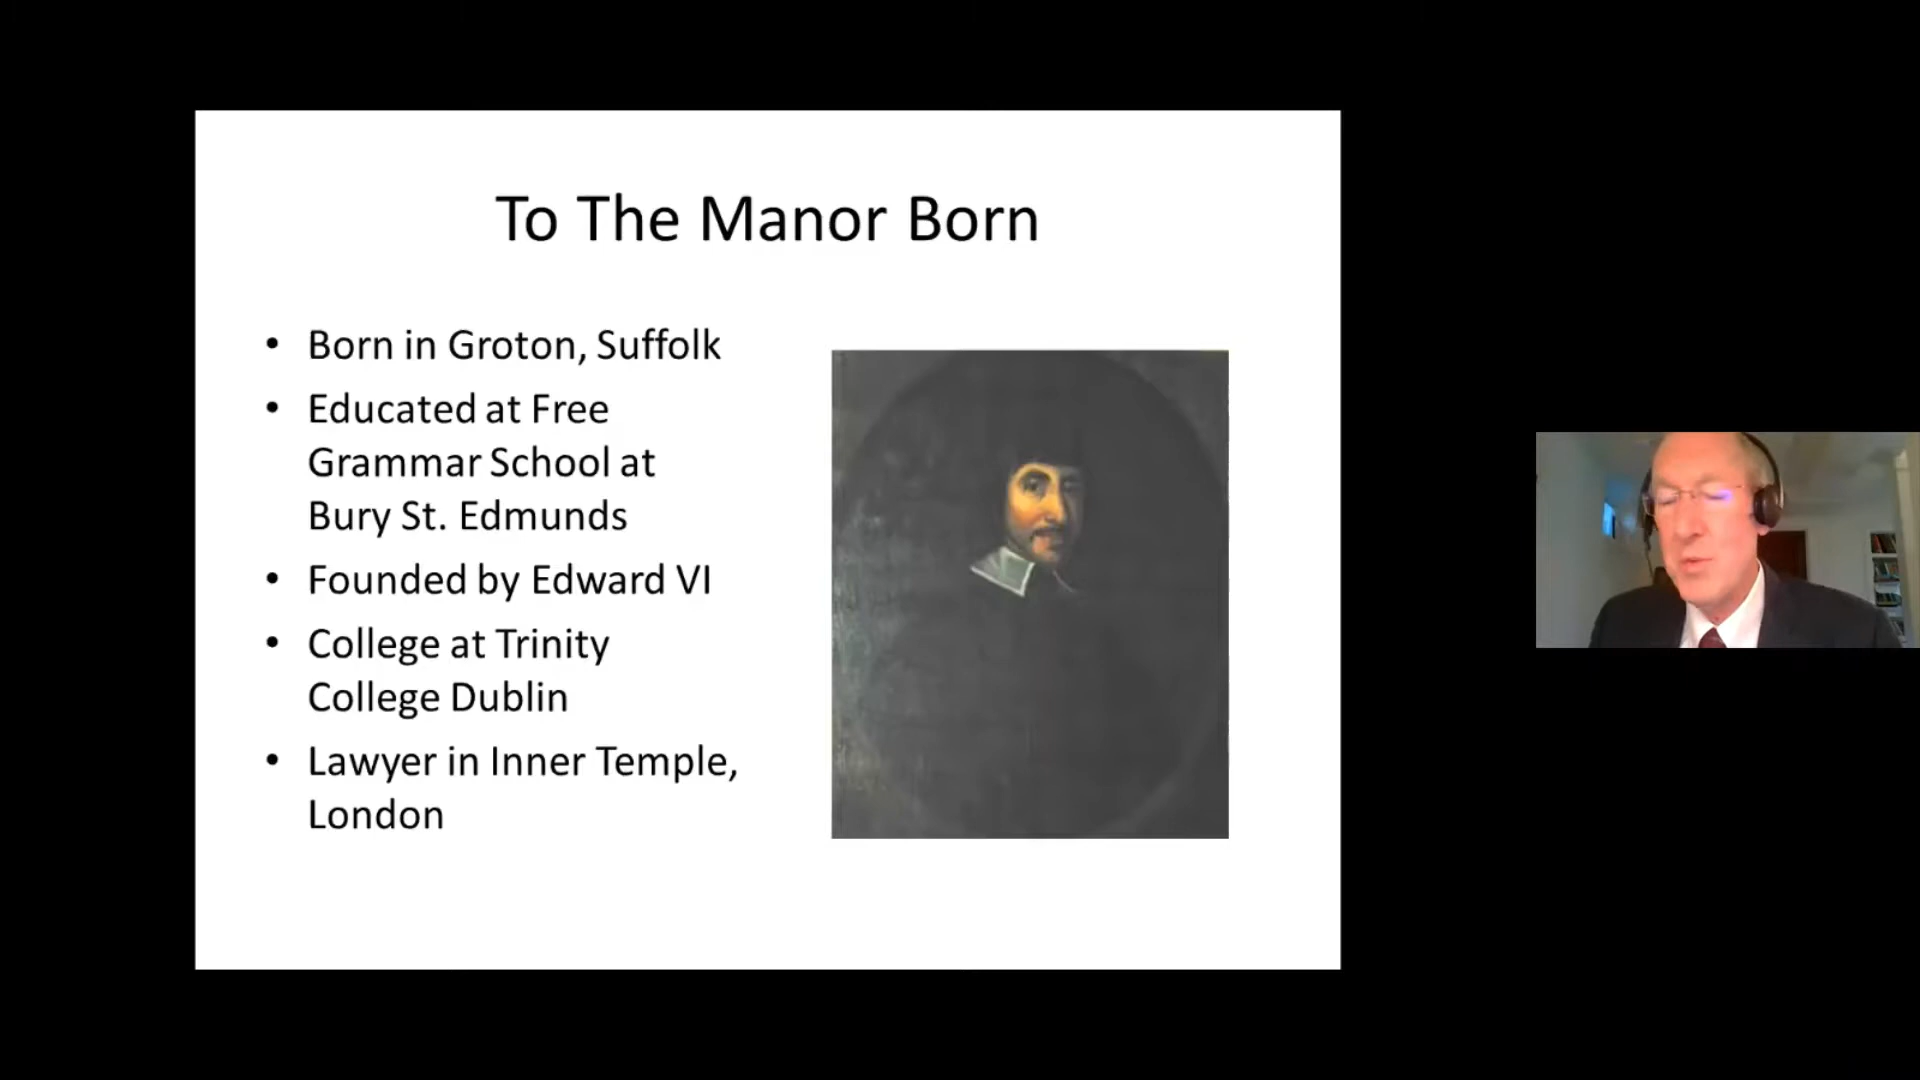 To The Manor Born
• Born in Groton, Suffolk
• Educated at Free
Grammar School at
Bury St. Edmunds
• Founded by Edward VI
• College at Trinity
College Dublin
• Lawyer in Inner Temple,
London